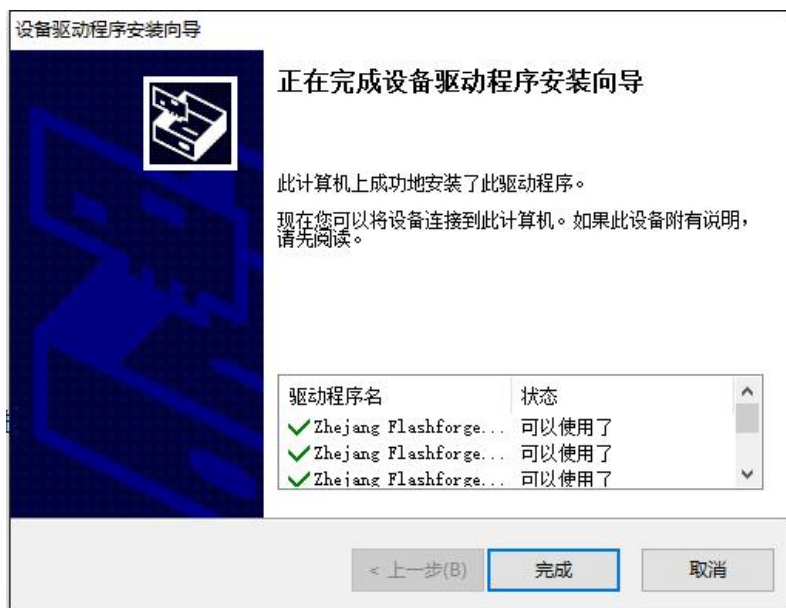 设备驱动程序安装向导
正在完成设备驱动程序安装向导
此计算机上成功地安装了此驱动程序。
现在您可以将设备连接到此计算机。如果此设备附有说明，
请先阅读。
驱动程序名 状态
Zhejang Flashforge... 可以使用了
Zhejang Flashforge... 可以使用了
Zhejang Flashforge... 可以使用了
< 上一步(B) 完成 取消